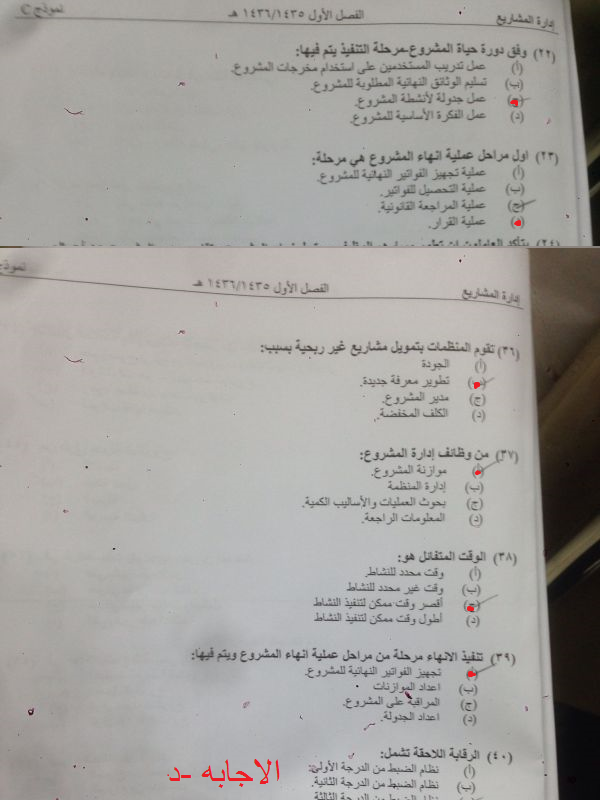 إدارة المشاريع الفصل الأول ١٤٣٦/١٤٣٥ هـ نموذج C
(٢٢) وفق دورة حياة المشروع-مرحلة التنفيذ يتم فيها:
(أ) عمل تدريب المستخدمين على استخدام مخرجات المشروع.
(ب) تسليم الوثائق النهائية المطلوبة للمشروع.
(ج) عمل جدولة لأنشطة المشروع.
(د) عمل الفكرة الأساسية للمشروع.
(٢٣) اول مراحل عملية انهاء المشروع هي مرحلة:
(أ) عملية تجهيز الفواتير النهائية للمشروع.
(ب) عملية التحصيل للفواتير.
(ج) عملية المراجعة القانونية.
(د) عملية القرار.
(٢٤)
إدارة المشاريع الفصل الأول ١٤٣٦/١٤٣٥ هـ نموذج
(٣٦) تقوم المنظمات بتمويل مشاريع غير ربحية بسبب:
(أ) الجودة
(ب) تطوير معرفة جديدة.
(ج) مدير المشروع.
(د) الكلف المخفضة.
(٣٧) من وظائف إدارة المشروع:
(أ) موازنة المشروع.
(ب) إدارة المنظمة
(ج) بحوث العمليات والأساليب الكمية.
(د) المعلومات الراجعة.
(٣٨) الوقت المتفائل هو:
(أ) وقت محدد للنشاط.
(ب) وقت غير محدد للنشاط
(ج) أقصر وقت ممكن لتنفيذ النشاط
(د) أطول وقت ممكن لتنفيذ النشاط
(٣٩) تنفيذ الانهاء مرحلة من مراحل عملية انهاء المشروع ويتم فيها:
(أ) تجهيز الفواتير النهائية للمشروع.
(ب) اعداد الموازنات
(ج) المراقبة على المشروع.
(د) اعداد الجدولة.
(٤٠) الرقابة اللاحقة تشمل:
(أ) نظام الضبط من الدرجة الأولى.
(ب) نظام الضبط من الدرجة الثانية.
نظام الضبط من الدرجة الثالثة
الاجابه -د